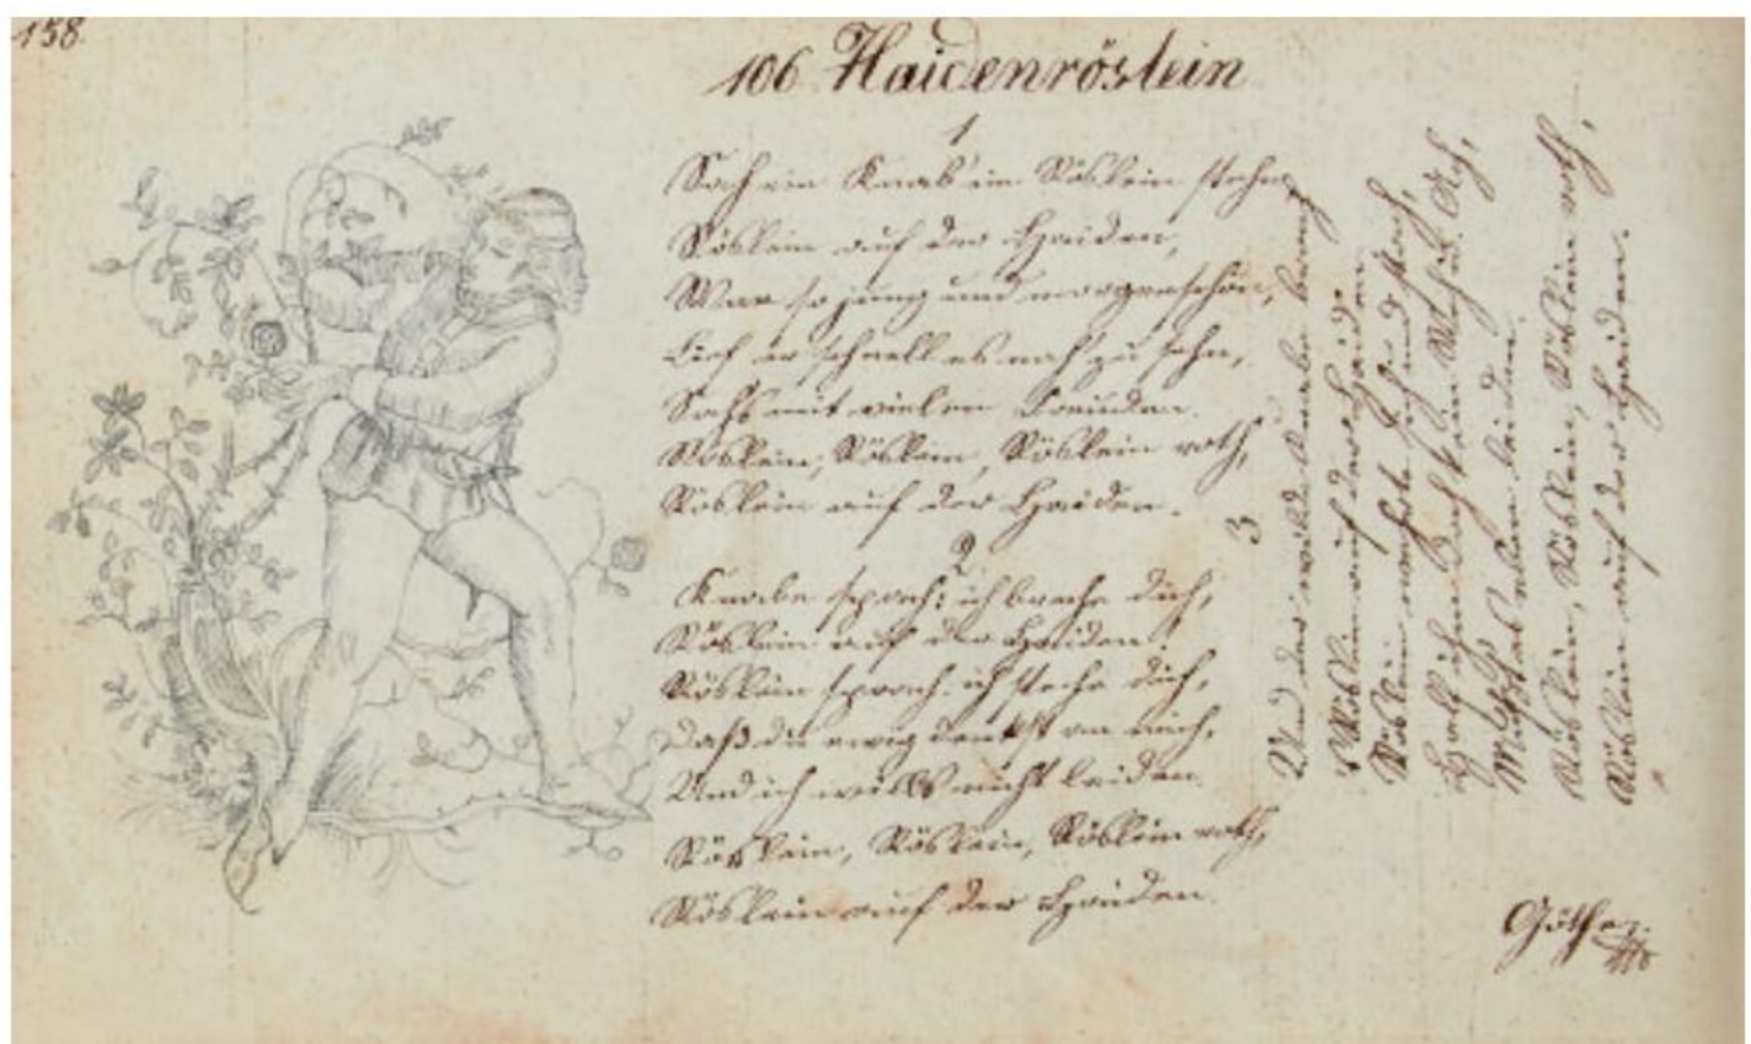 158.
106 Haidenröslein
1
Sah ein Knab' ein Röslein stehn,
Röslein auf der Haiden,
War so jung und morgenschön,
Lief er schnell es nah zu sehn,
Sah's mit vielen Freuden.
Röslein, Röslein, Röslein roth,
Röslein auf der Haiden.
2
Knabe sprach: ich breche dich,
Röslein auf der Haiden!
Röslein sprach: ich steche dich,
Daß du ewig denkst an mich,
Und ich will's nicht leiden.
Röslein, Röslein, Röslein roth,
Röslein auf der Haiden.
3
Und der wilde Knabe brach
's Röslein auf der Haiden
Röslein wehrte sich und stach,
Half ihm doch kein Weh u. Ach,
Mußt es eben leiden.
Röslein, Röslein, Röslein roth,
Röslein auf der Haiden.
Göthe.